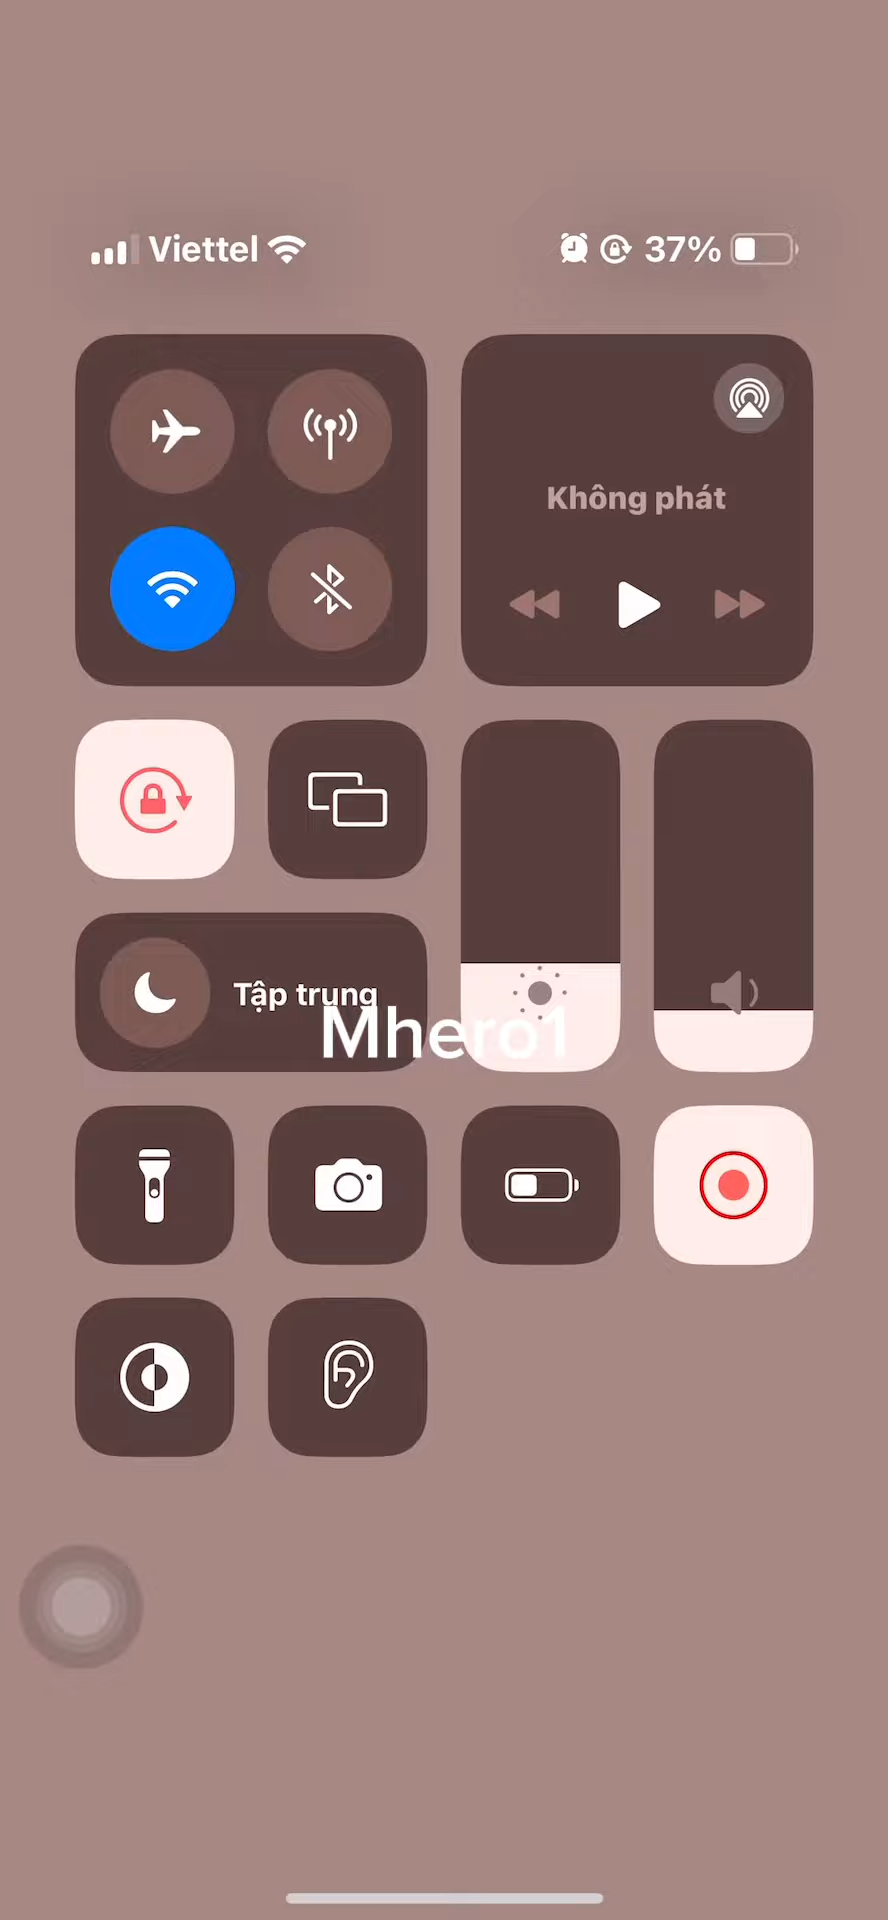 Viettel
37%
Không phát
Tập trung
Mhero1